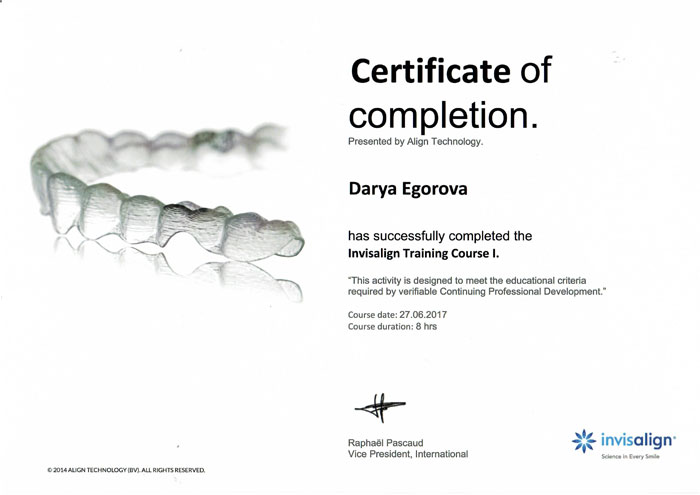 Certificate of
completion.
Presented by Align Technology.
Darya Egorova
has successfully completed the
Invisalign Training Course I.
"This activity is designed to meet the educational criteria
required by verifiable Continuing Professional Development."
Course date: 27.06.2017
Course duration: 8 hrs
Raphaël Pascaud
Vice President, International
invisalign®
Science in Every Smile
© 2014 ALIGN TECHNOLOGY (BV). ALL RIGHTS RESERVED.